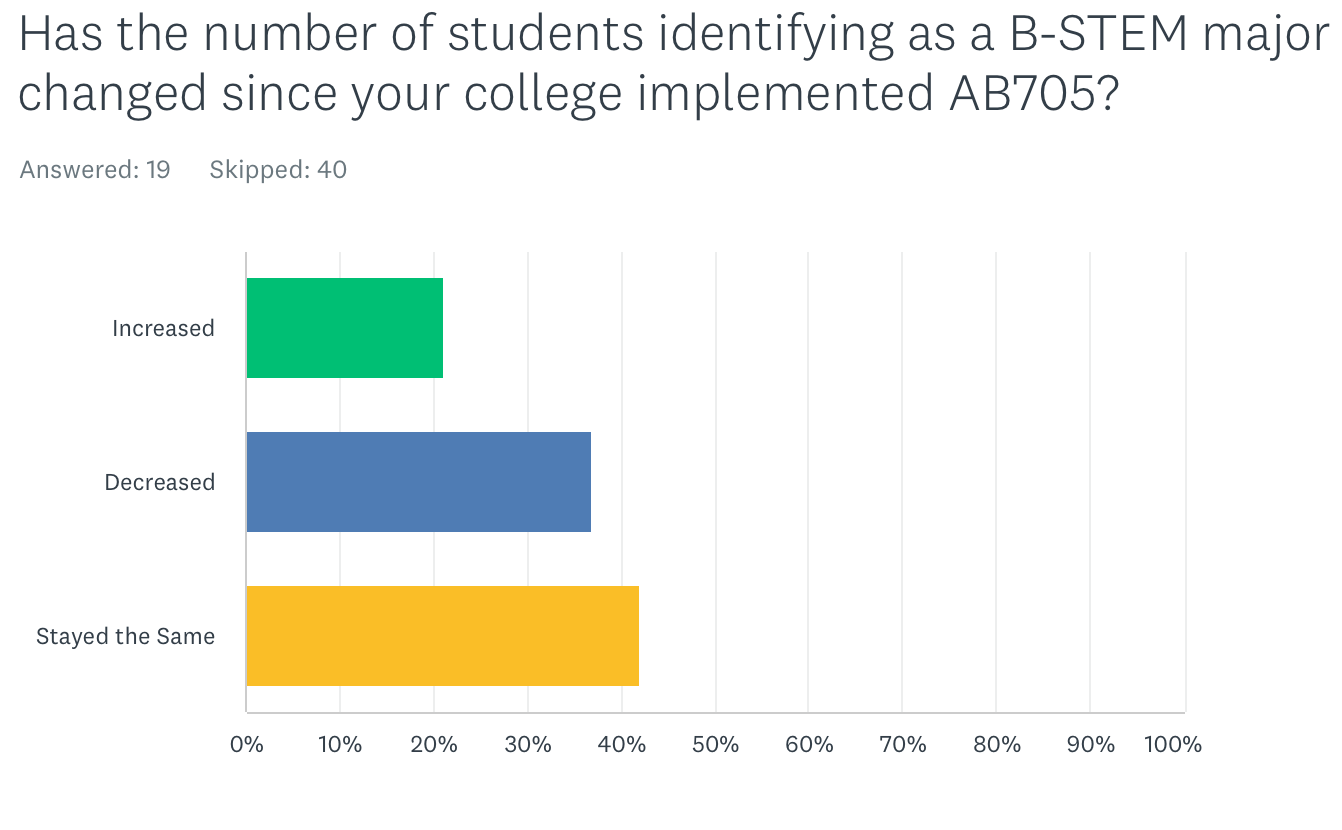 Has the number of students identifying as a B-STEM major
changed since your college implemented AB705?
Answered: 19 Skipped: 40
Increased
Decreased
Stayed the Same
0% 10% 20% 30% 40% 50% 60% 70% 80% 90% 100%